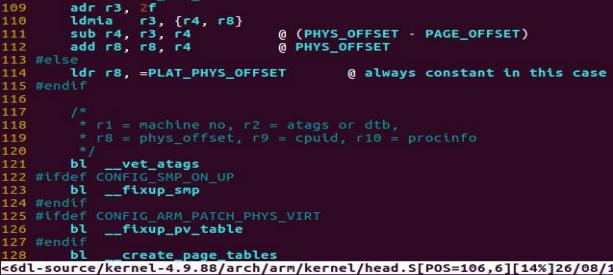 109 adr r3, 2f
110 ldmia r3, {r4, r8}
111 sub r4, r3, r4 @ (PHYS_OFFSET - PAGE_OFFSET)
112 add r8, r8, r4 @ PHYS_OFFSET
113 #else
114 ldr r8, =PLAT_PHYS_OFFSET @ always constant in this case
115 #endif
116
117 /*
118 * r1 = machine no, r2 = atags or dtb,
119 * r8 = phys_offset, r9 = cpuid, r10 = procinfo
120 */
121 bl __vet_atags
122 #ifdef CONFIG_SMP_ON_UP
123 bl __fixup_smp
124 #endif
125 #ifdef CONFIG_ARM_PATCH_PHYS_VIRT
126 bl __fixup_pv_table
127 #endif
128 bl __create_page_tables
<6dl-source/kernel-4.9.88/arch/arm/kernel/head.S[POS=106,6][14%]26/08/1